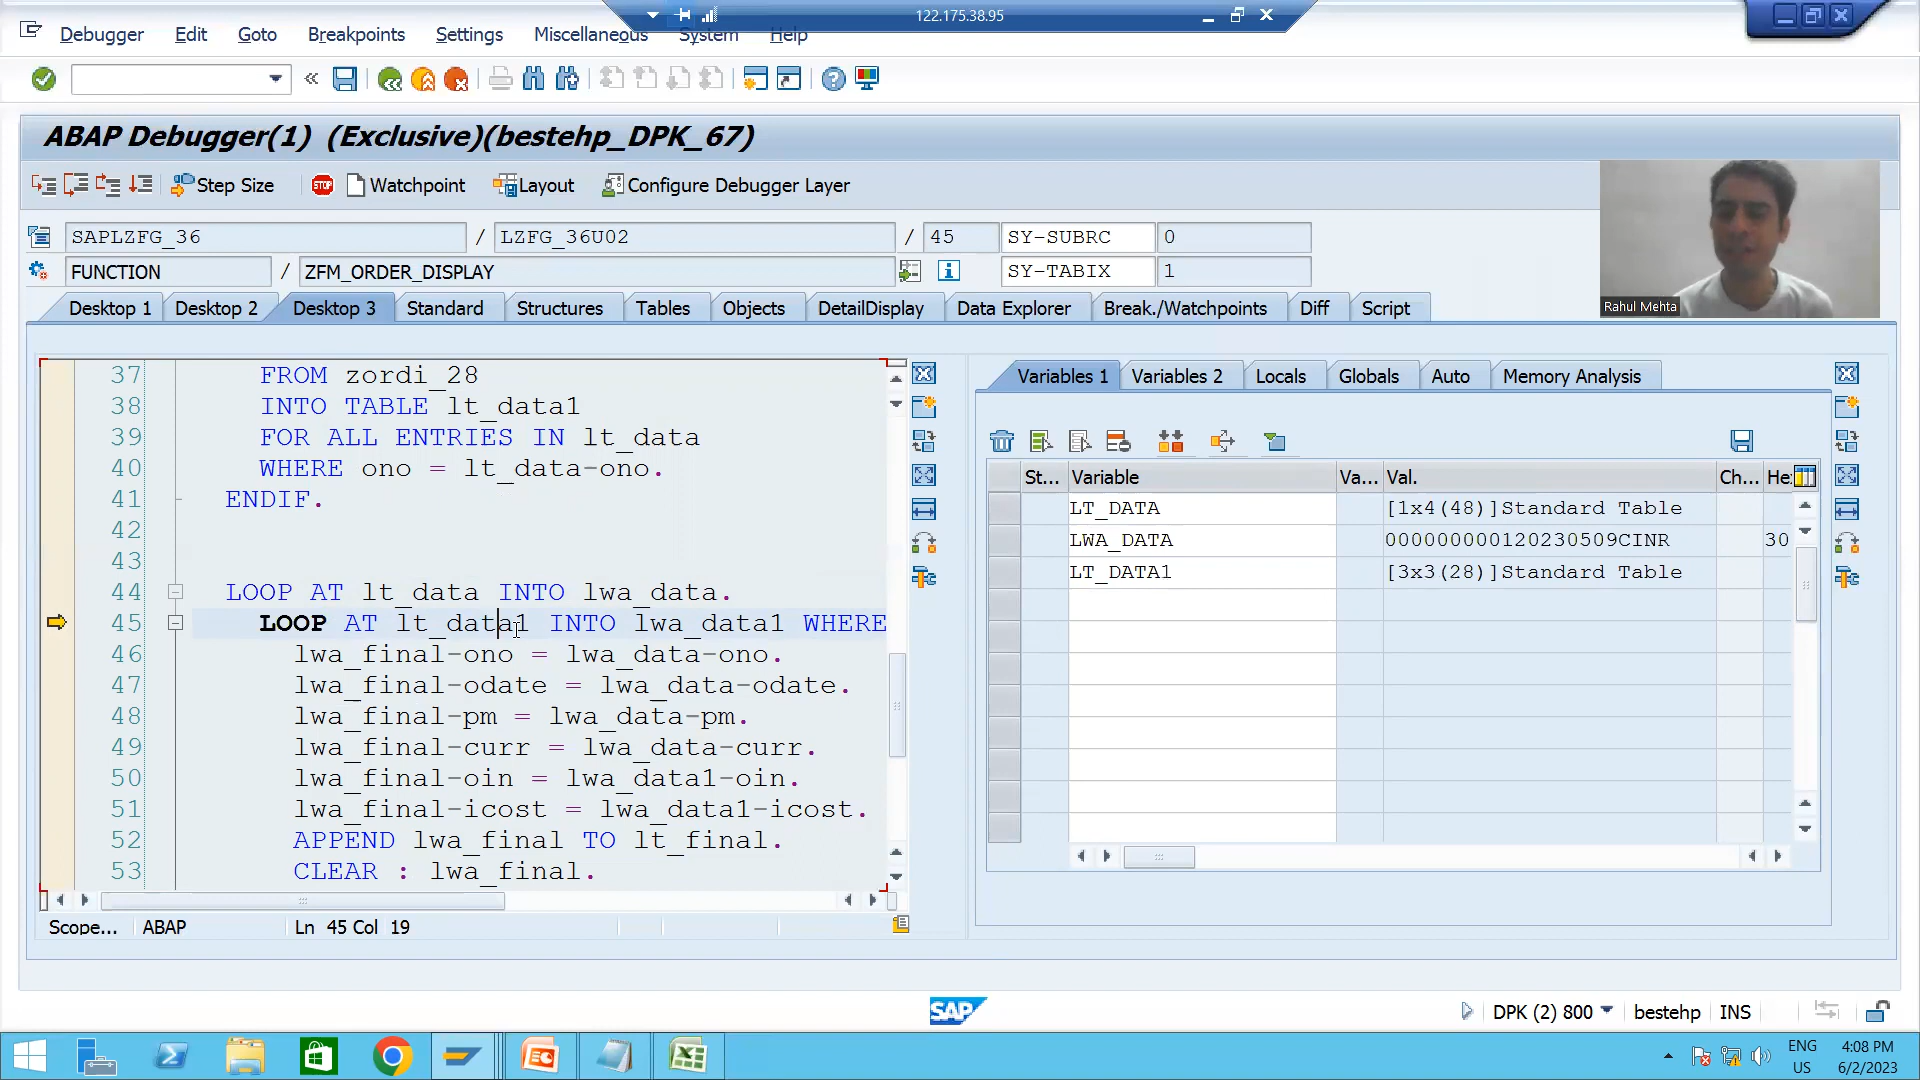 122.175.38.95
Debugger Edit Goto Breakpoints Settings Miscellaneous System Help
ABAP Debugger(1) (Exclusive)(bestehp_DPK_67)
Step Size STOP Watchpoint Layout Configure Debugger Layer
SAPLZFG_36 / LZFG_36U02 / 45 SY-SUBRC 0
FUNCTION / ZFM_ORDER_DISPLAY SY-TABIX 1
Rahul Mehta
Desktop 1 Desktop 2 Desktop 3 Standard Structures Tables Objects DetailDisplay Data Explorer Break./Watchpoints Diff Script
37 FROM zordi_28
38 INTO TABLE lt_data1
39 FOR ALL ENTRIES IN lt_data
40 WHERE ono = lt_data-ono.
41 ENDIF.
42
43
44 LOOP AT lt_data INTO lwa_data.
45 LOOP AT lt_data1 INTO lwa_data1 WHERE
46 lwa_final-ono = lwa_data-ono.
47 lwa_final-odate = lwa_data-odate.
48 lwa_final-pm = lwa_data-pm.
49 lwa_final-curr = lwa_data-curr.
50 lwa_final-oin = lwa_data1-oin.
51 lwa_final-icost = lwa_data1-icost.
52 APPEND lwa_final TO lt_final.
53 CLEAR : lwa_final.
Scope... ABAP Ln 45 Col 19
Variables 1 Variables 2 Locals Globals Auto Memory Analysis
St... Variable Va... Val. Ch... Hex
LT_DATA [1x4(48)]Standard Table
LWA_DATA 000000000120230509CINR 30
LT_DATA1 [3x3(28)]Standard Table
SAP DPK (2) 800 bestehp INS
ENG
US
4:08 PM
6/2/2023